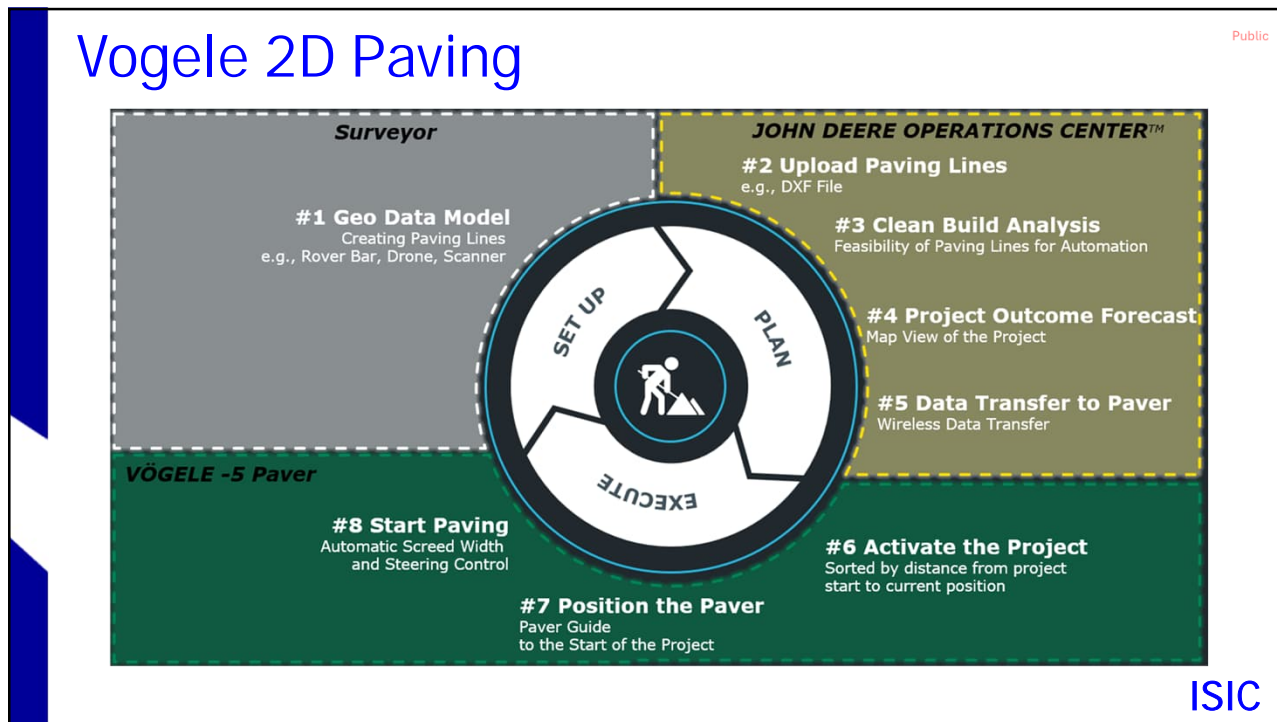 Vogele 2D Paving
Public
Surveyor
#1 Geo Data Model
Creating Paving Lines
e.g., Rover Bar, Drone, Scanner
JOHN DEERE OPERATIONS CENTER™
#2 Upload Paving Lines
e.g., DXF File
#3 Clean Build Analysis
Feasibility of Paving Lines for Automation
#4 Project Outcome Forecast
Map View of the Project
#5 Data Transfer to Paver
Wireless Data Transfer
SET UP
PLAN
EXECUTE
VÖGELE -5 Paver
#6 Activate the Project
Sorted by distance from project
start to current position
#7 Position the Paver
Paver Guide
to the Start of the Project
#8 Start Paving
Automatic Screed Width
and Steering Control
ISIC